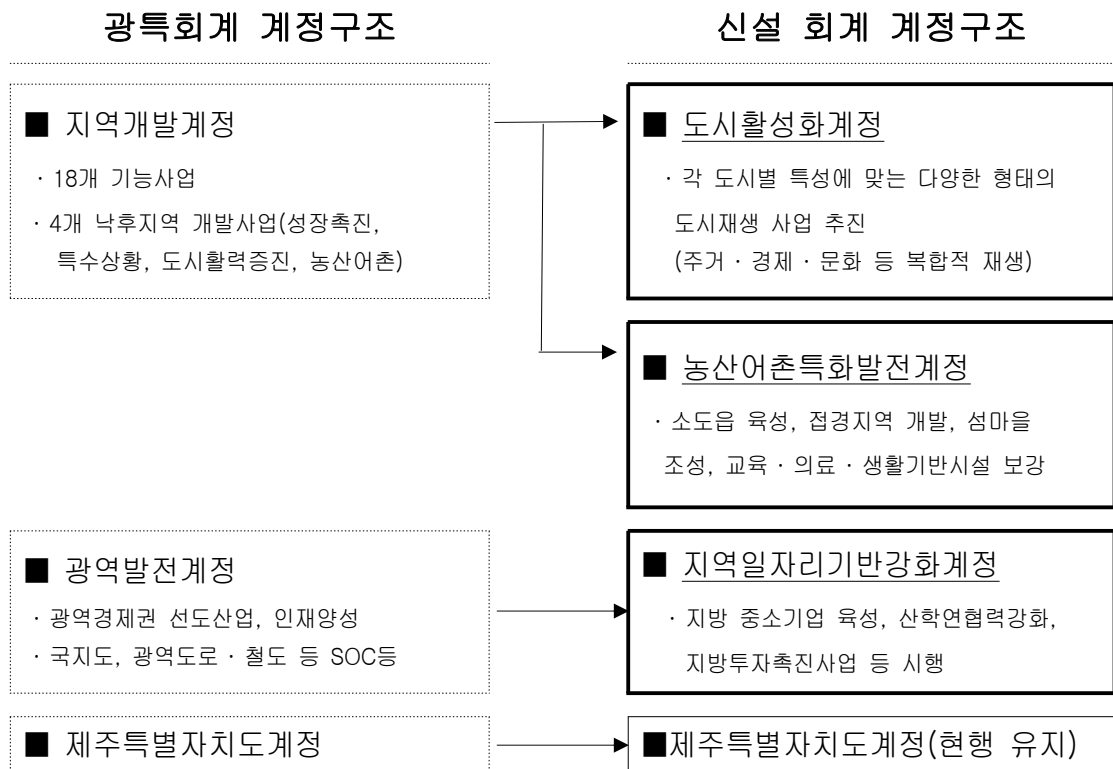 광특회계 계정구조
신설 회계 계정구조
■ 지역개발계정
· 18개 기능사업
· 4개 낙후지역 개발사업(성장촉진,
특수상황, 도시활력증진, 농산어촌)
■ 도시활성화계정
· 각 도시별 특성에 맞는 다양한 형태의
도시재생 사업 추진
(주거 · 경제 · 문화 등 복합적 재생)
■ 농산어촌특화발전계정
· 소도읍 육성, 접경지역 개발, 섬마을
조성, 교육 · 의료 · 생활기반시설 보강
■ 광역발전계정
· 광역경제권 선도산업, 인재양성
· 국지도, 광역도로 · 철도 등 SOC등
■ 지역일자리기반강화계정
· 지방 중소기업 육성, 산학연협력강화,
지방투자촉진사업 등 시행
■ 제주특별자치도계정
■제주특별자치도계정(현행 유지)